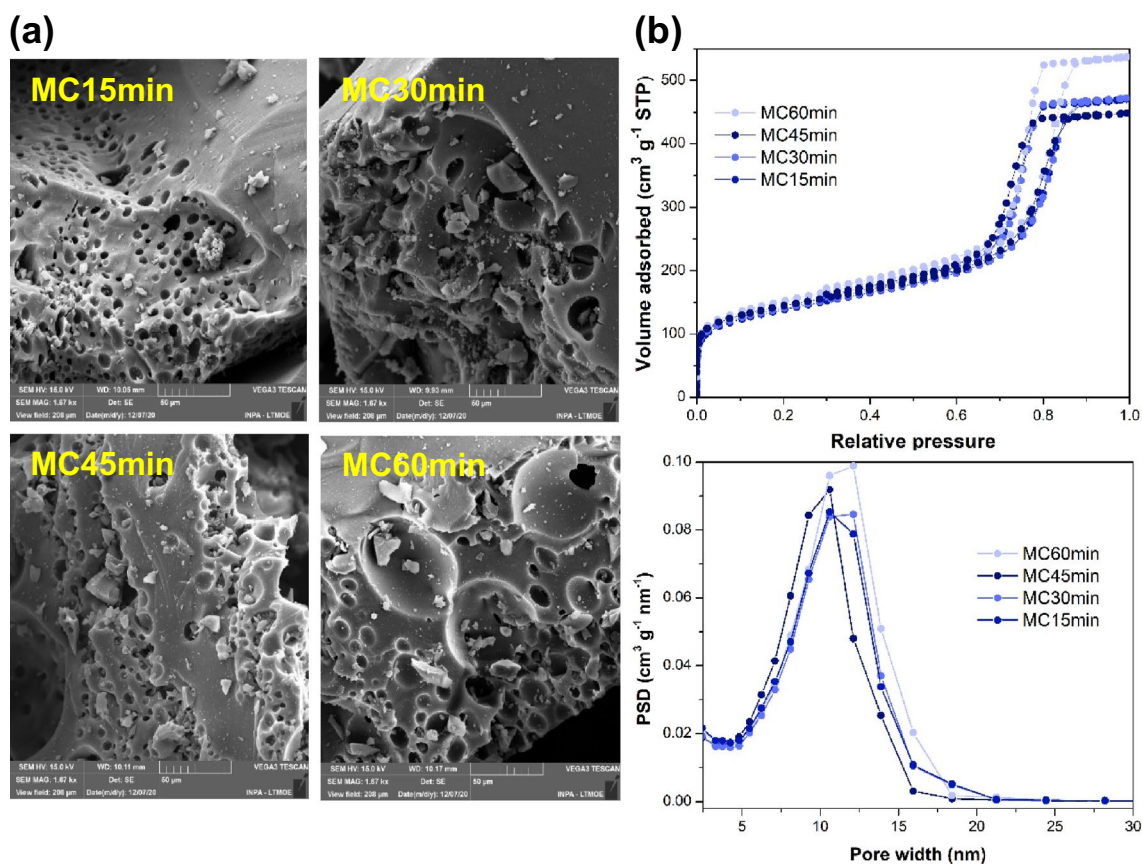 (a)
MC15min
SEM HV: 15.0 kV WD: 10.05 mm VEGA3 TESCAN
SEM MAG: 1.67 kx Det: SE 50 µm
View field: 208 µm Date(m/d/y): 12/07/20 INPA - LTMOE
MC30min
SEM HV: 15.0 kV WD: 9.93 mm VEGA3 TESCAN
SEM MAG: 1.67 kx Det: SE 50 µm
View field: 208 µm Date(m/d/y): 12/07/20 INPA - LTMOE
MC45min
SEM HV: 15.0 kV WD: 10.11 mm VEGA3 TESCAN
SEM MAG: 1.67 kx Det: SE 50 µm
View field: 208 µm Date(m/d/y): 12/07/20 INPA - LTMOE
MC60min
SEM HV: 15.0 kV WD: 10.17 mm VEGA3 TESCAN
SEM MAG: 1.67 kx Det: SE 50 µm
View field: 208 µm Date(m/d/y): 12/07/20 INPA - LTMOE
(b)
Volume adsorbed (cm³ g⁻¹ STP)
500
400
300
200
100
0
MC60min
MC45min
MC30min
MC15min
0.0 0.2 0.4 0.6 0.8 1.0
Relative pressure
PSD (cm³ g⁻¹ nm⁻¹)
0.10
0.08
0.06
0.04
0.02
0.00
MC60min
MC45min
MC30min
MC15min
5 10 15 20 25 30
Pore width (nm)